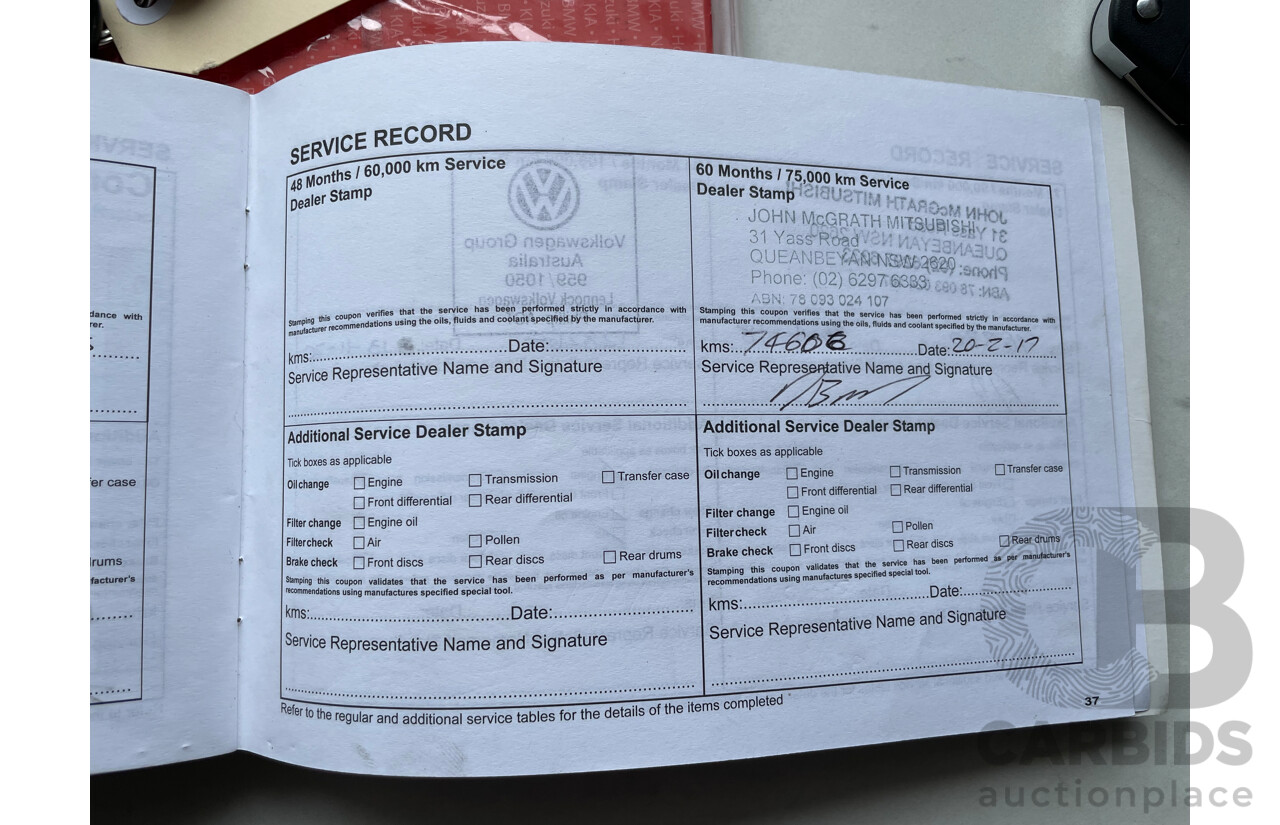 SERVICE RECORD
48 Months / 60,000 km Service
Dealer Stamp
Stamping this coupon verifies that the service has been performed strictly in accordance with
manufacturer recommendations using the oils, fluids and coolant specified by the manufacturer.
kms: Date:
Service Representative Name and Signature
60 Months / 75,000 km Service
Dealer Stamp
JOHN McGRATH MITSUBISHI
31 Yass Road
QUEANBEYAN NSW 2620
Phone: (02) 6297 6333
ABN: 78 093 024 107
Stamping this coupon verifies that the service has been performed strictly in accordance with
manufacturer recommendations using the oils, fluids and coolant specified by the manufacturer.
kms: 74606 Date: 20-2-17
Service Representative Name and Signature
Additional Service Dealer Stamp
Tick boxes as applicable
Oil change Engine Transmission Transfer case
Front differential Rear differential
Filter change Engine oil
Filter check Air Pollen
Brake check Front discs Rear discs Rear drums
Stamping this coupon validates that the service has been performed as per manufacturer's
recommendations using manufactures specified special tool.
kms: Date:
Service Representative Name and Signature
Additional Service Dealer Stamp
Tick boxes as applicable
Oil change Engine Transmission Transfer case
Front differential Rear differential
Filter change Engine oil
Filter check Air Pollen
Brake check Front discs Rear discs Rear drums
Stamping this coupon validates that the service has been performed as per manufacturer's
recommendations using manufactures specified special tool.
kms: Date:
Service Representative Name and Signature
Refer to the regular and additional service tables for the details of the items completed
37
dance with
rer.
er case
drums
facturer's
CARBIDS
auctionplace